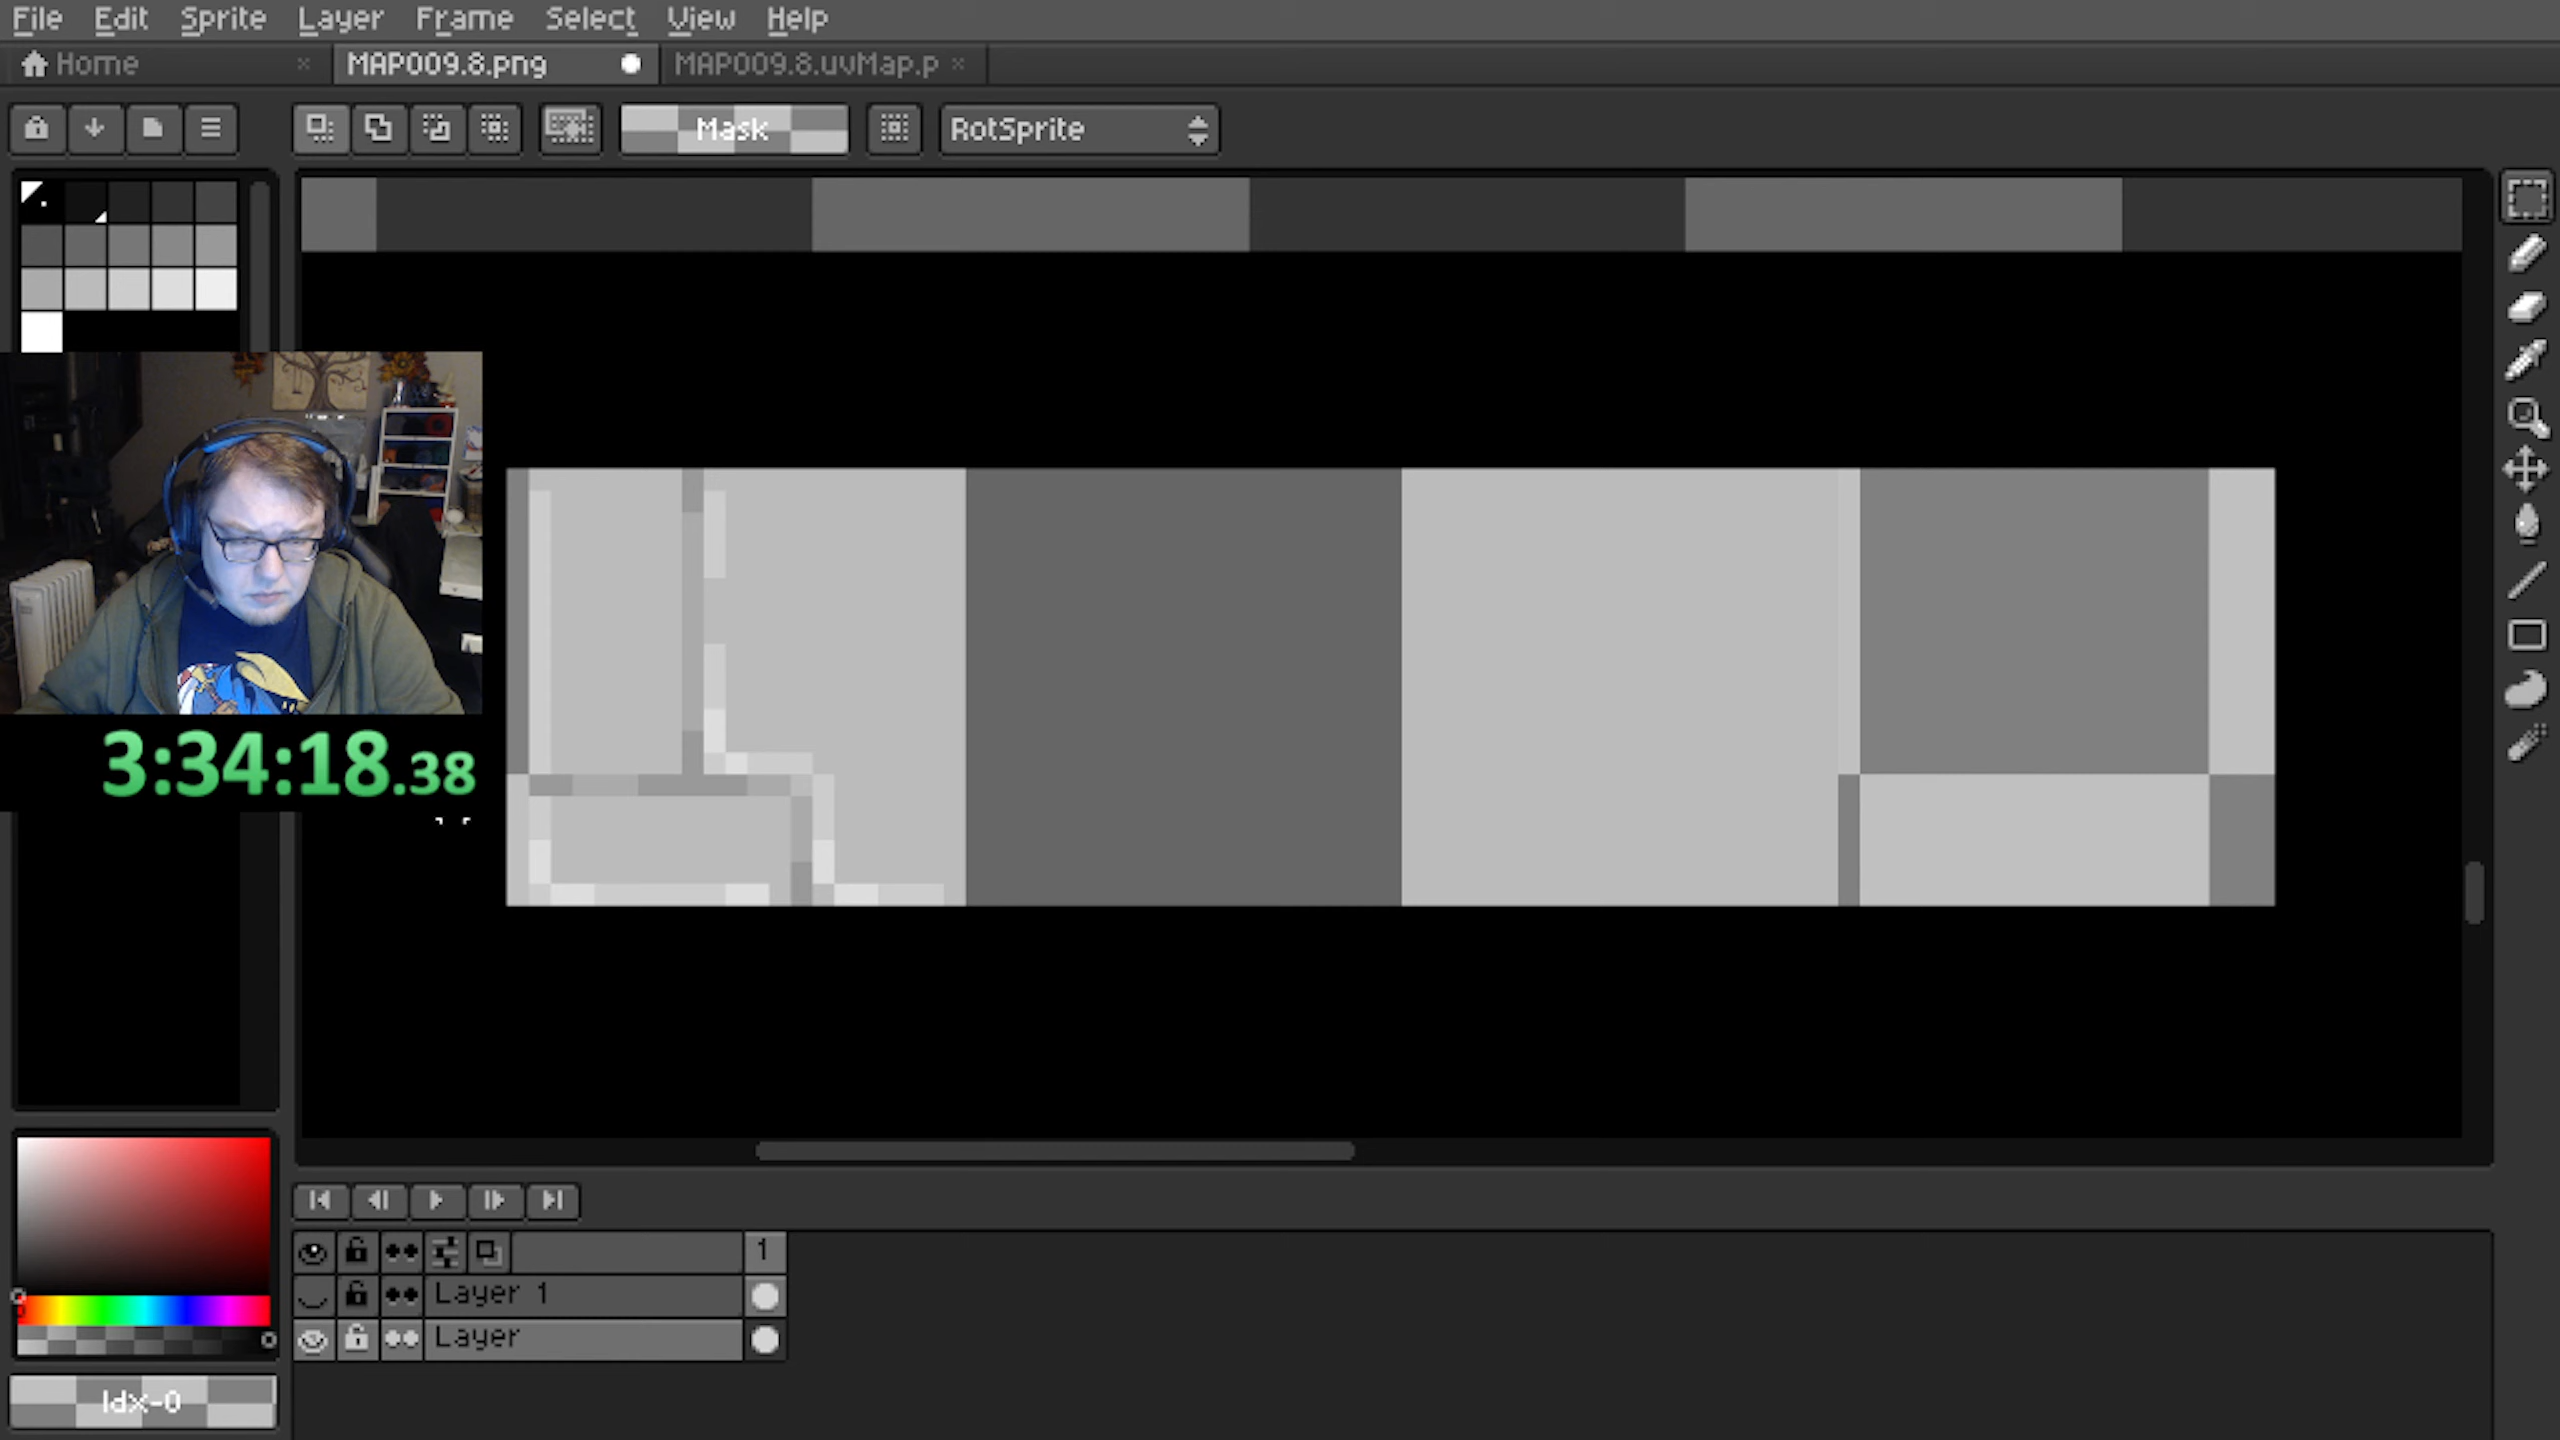 File Edit Sprite Layer Frame Select View Help
Home MAP009.8.png MAP009.8.uvMap.p
Mask RotSprite
3:34:18.38
1
Layer 1
Layer
Idx-0